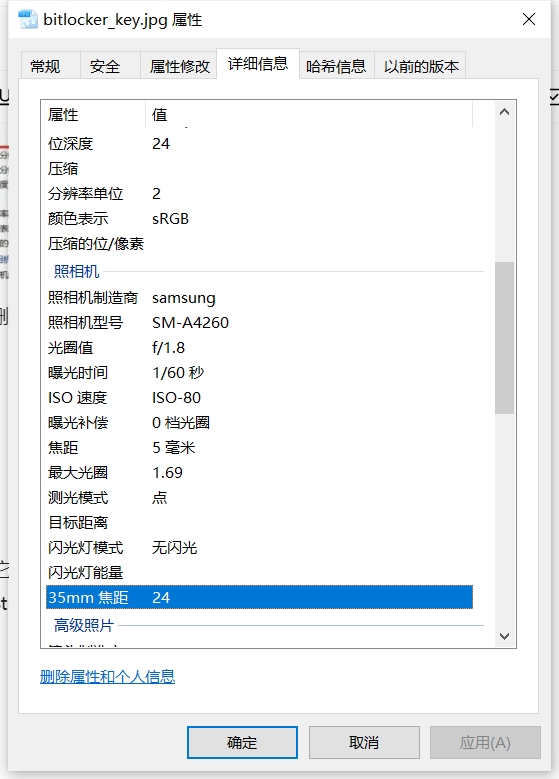 bitlocker_key.jpg 属性
常规 安全 属性修改 详细信息 哈希信息 以前的版本
属性 值
位深度 24
压缩
分辨率单位 2
颜色表示 sRGB
压缩的位/像素
照相机
照相机制造商 samsung
照相机型号 SM-A4260
光圈值 f/1.8
曝光时间 1/60 秒
ISO 速度 ISO-80
曝光补偿 0 档光圈
焦距 5 毫米
最大光圈 1.69
测光模式 点
目标距离
闪光灯模式 无闪光
闪光灯能量
35mm 焦距 24
高级照片
删除属性和个人信息
确定 取消 应用(A)